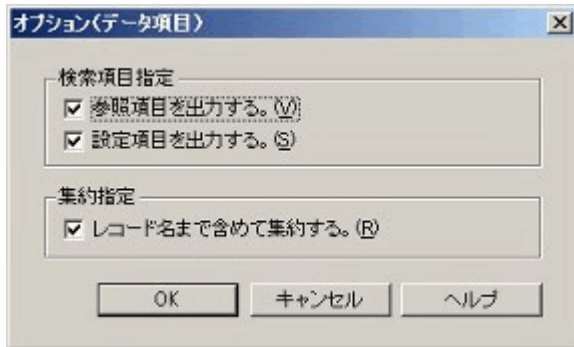 オプション(データ項目)
検索項目指定
参照項目を出力する。(V)
設定項目を出力する。(S)
集約指定
レコード名まで含めて集約する。(R)
OK キャンセル ヘルプ